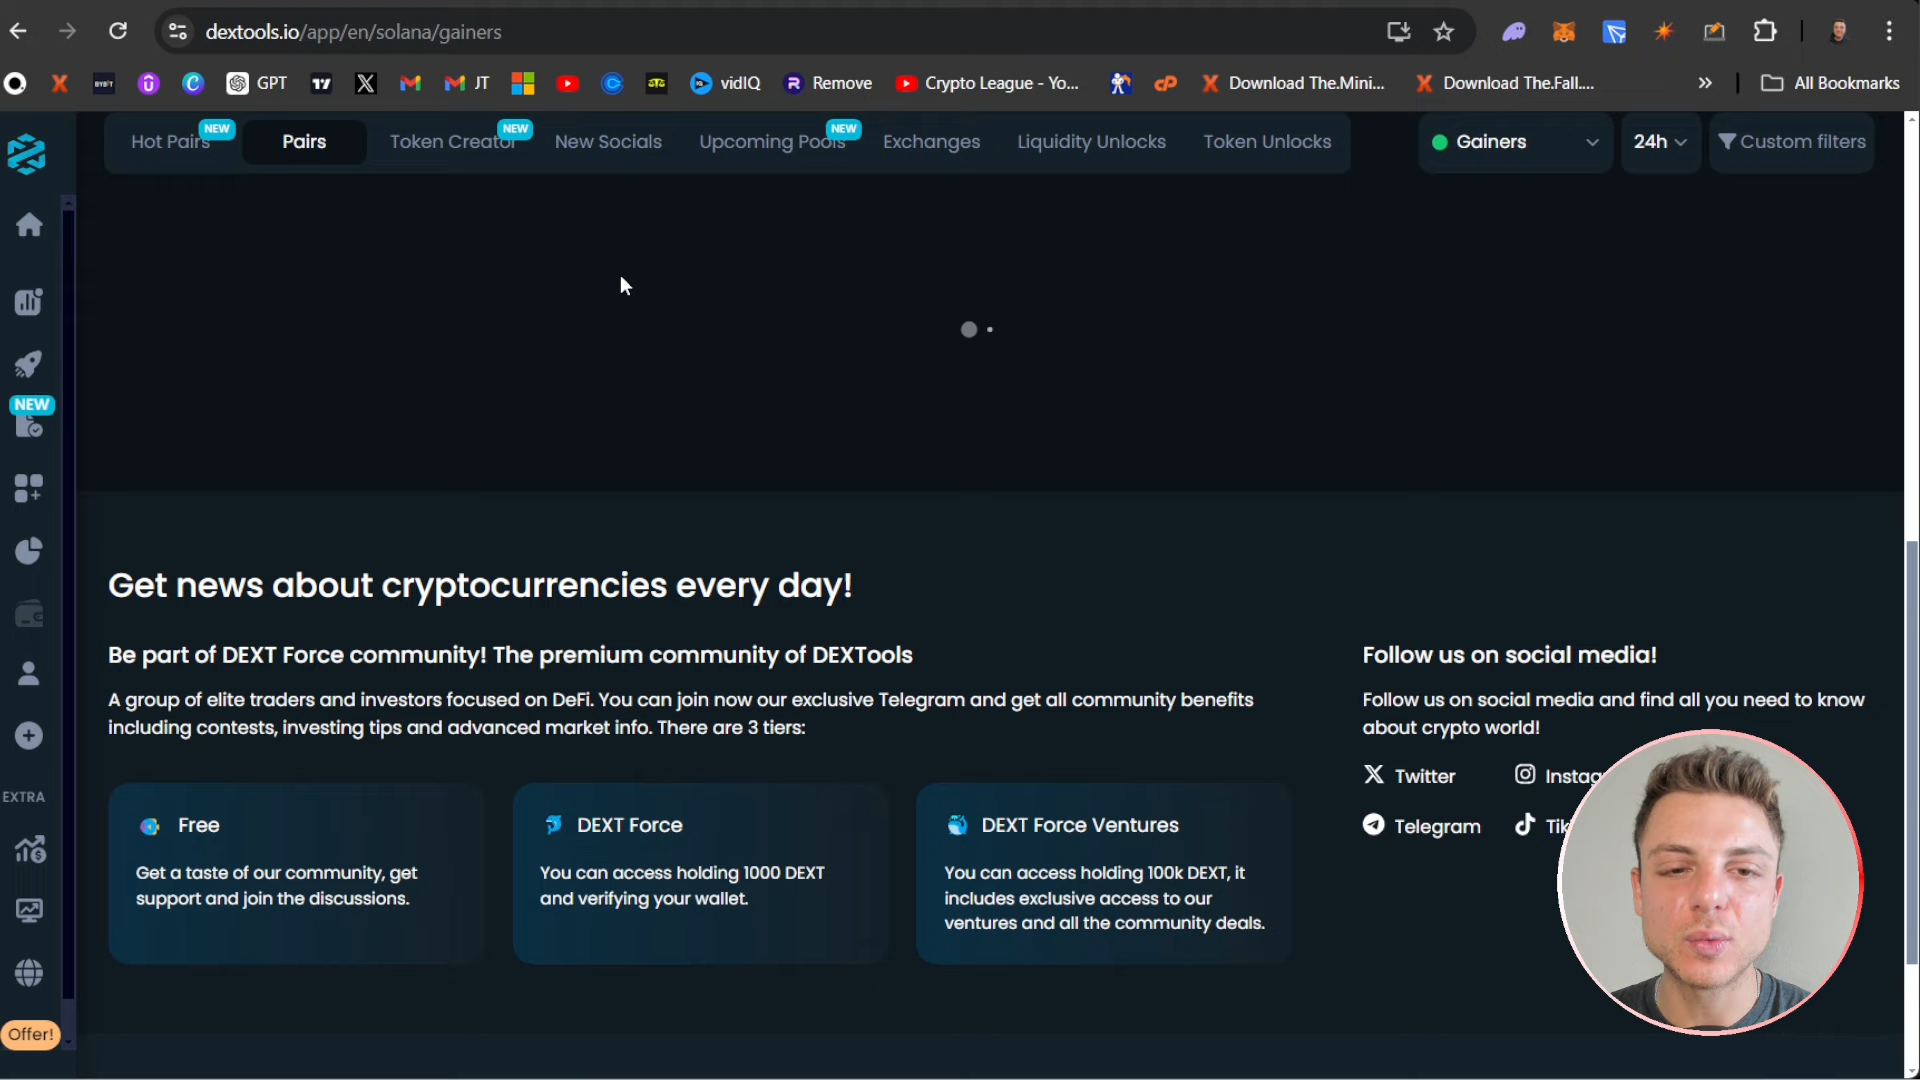 dextools.io/app/en/solana/gainers
BYBIT
GPT
JT
vidIQ
Remove
Crypto League - Yo...
Download The.Mini...
Download The.Fall....
All Bookmarks
Hot Pairs NEW
Pairs
Token Creator NEW
New Socials
Upcoming Pools NEW
Exchanges
Liquidity Unlocks
Token Unlocks
Gainers
24h
Custom filters
NEW
EXTRA
Offer!
Get news about cryptocurrencies every day!
Be part of DEXT Force community! The premium community of DEXTools
A group of elite traders and investors focused on DeFi. You can join now our exclusive Telegram and get all community benefits
including contests, investing tips and advanced market info. There are 3 tiers:
Free
Get a taste of our community, get
support and join the discussions.
DEXT Force
You can access holding 1000 DEXT
and verifying your wallet.
DEXT Force Ventures
You can access holding 100k DEXT, it
includes exclusive access to our
ventures and all the community deals.
Follow us on social media!
Follow us on social media and find all you need to know
about crypto world!
Twitter
Instag
Telegram
Tik